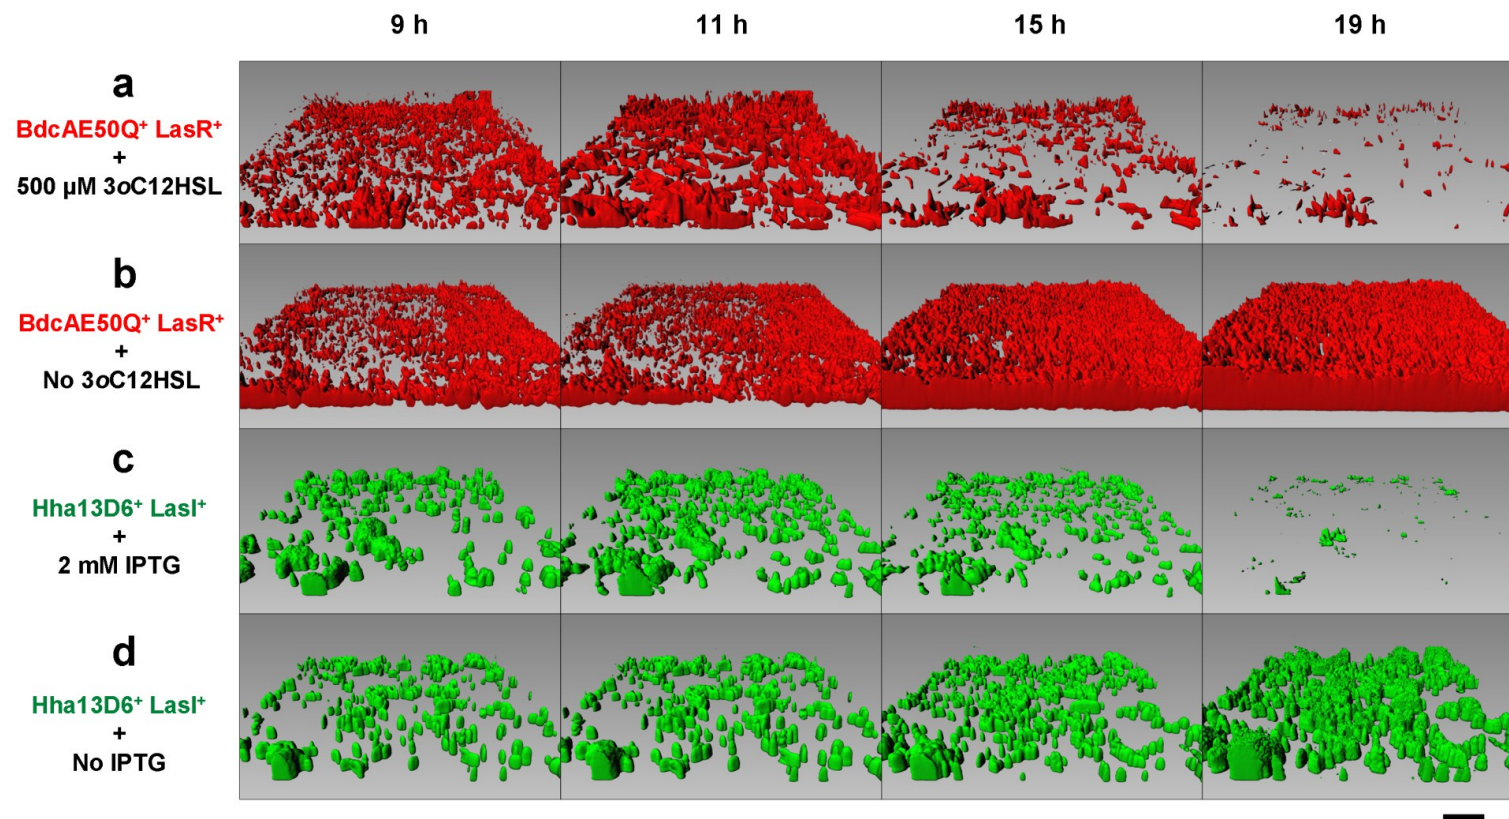 9 h
11 h
15 h
19 h
a
BdcAE50Q⁺ LasR⁺
+
500 µM 3oC12HSL
b
BdcAE50Q⁺ LasR⁺
+
No 3oC12HSL
c
Hha13D6⁺ LasI⁺
+
2 mM IPTG
d
Hha13D6⁺ LasI⁺
+
No IPTG